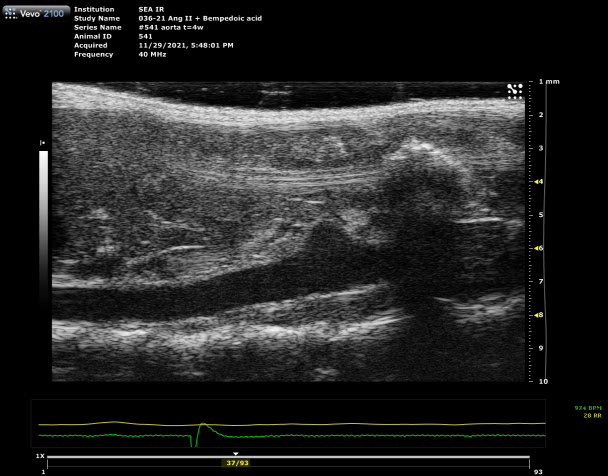 Vevo 2100
Institution SEA IR
Study Name 036-21 Ang II + Bempedoic acid
Series Name #541 aorta t=4w
Animal ID 541
Acquired 11/29/2021, 5:48:01 PM
Frequency 40 MHz
1 mm
2
3
4
5
6
7
8
9
10
28 RR
1X
37/93
1
93